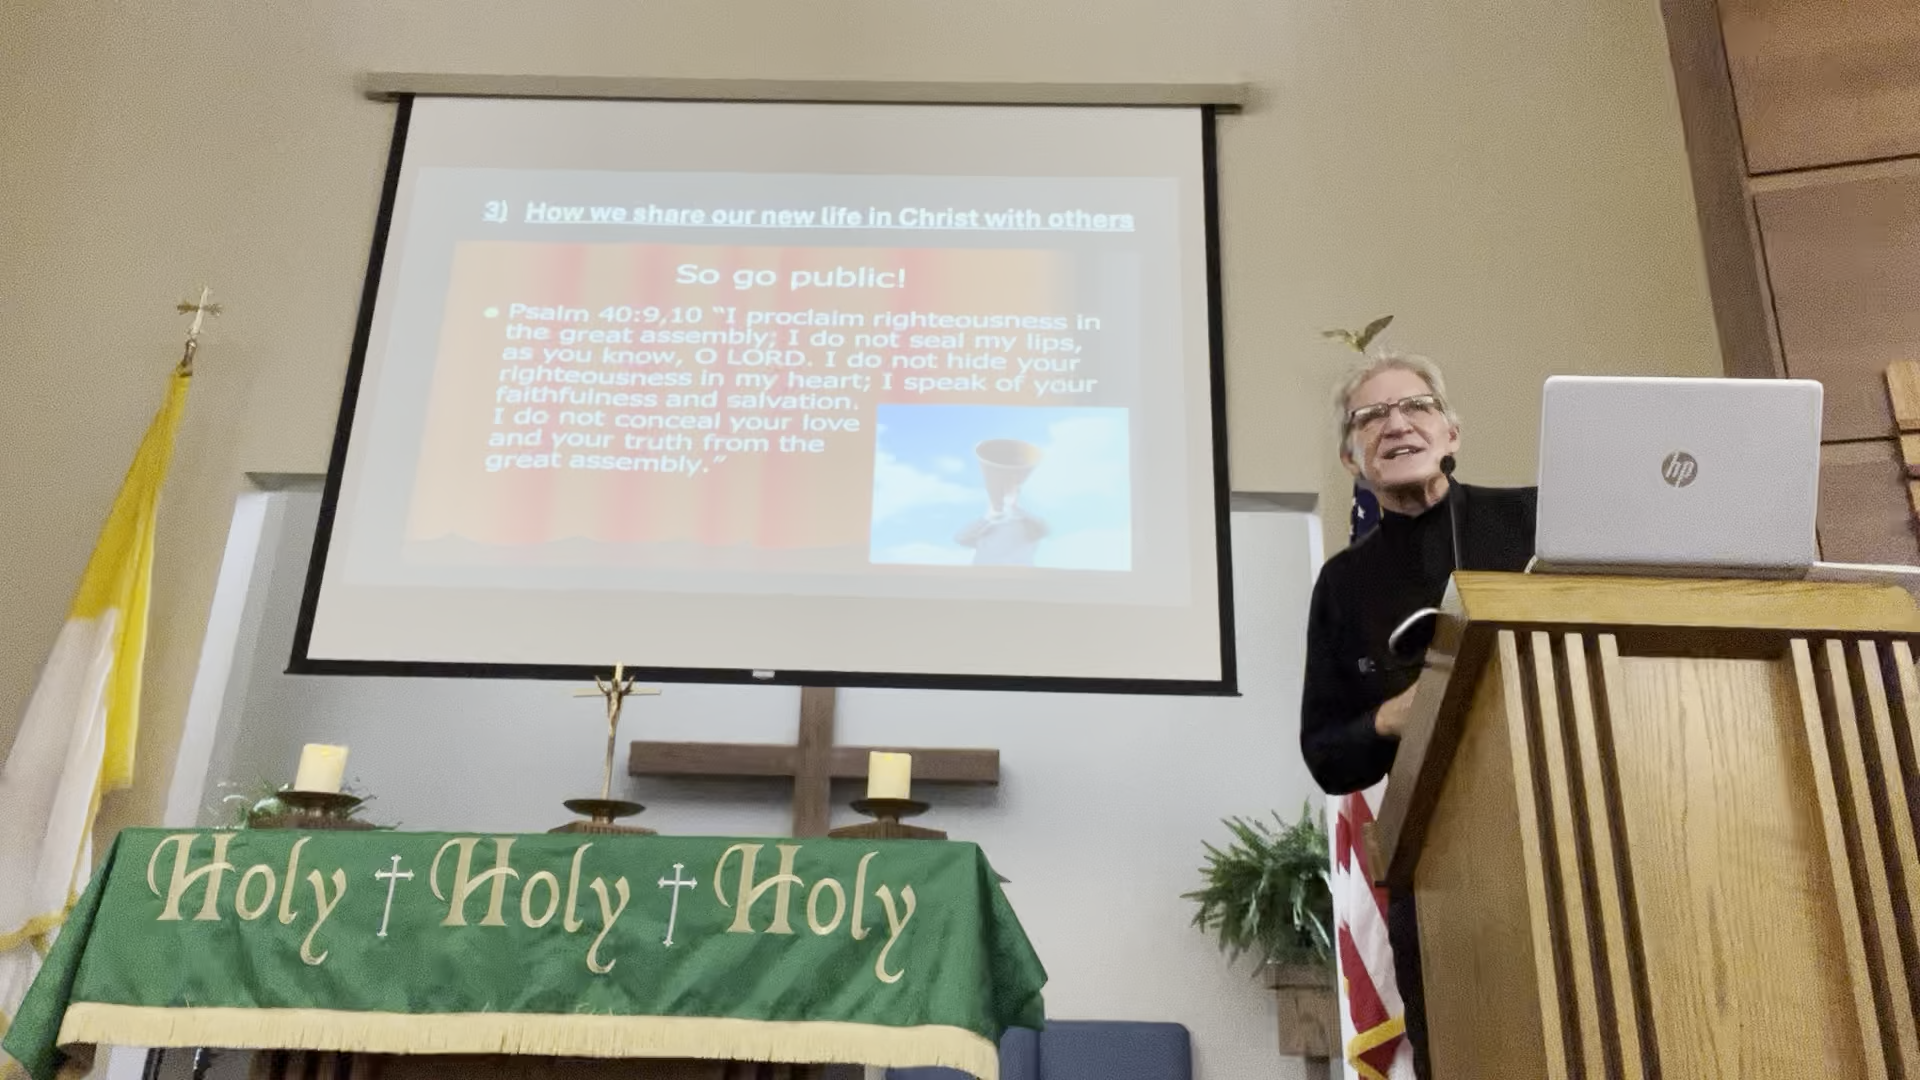 3) How we share our new life in Christ with others
So go public!
• Psalm 40:9,10 “I proclaim righteousness in
the great assembly; I do not seal my lips,
as you know, O LORD. I do not hide your
righteousness in my heart; I speak of your
faithfulness and salvation.
I do not conceal your love
and your truth from the
great assembly.”
hp
Holy Holy Holy